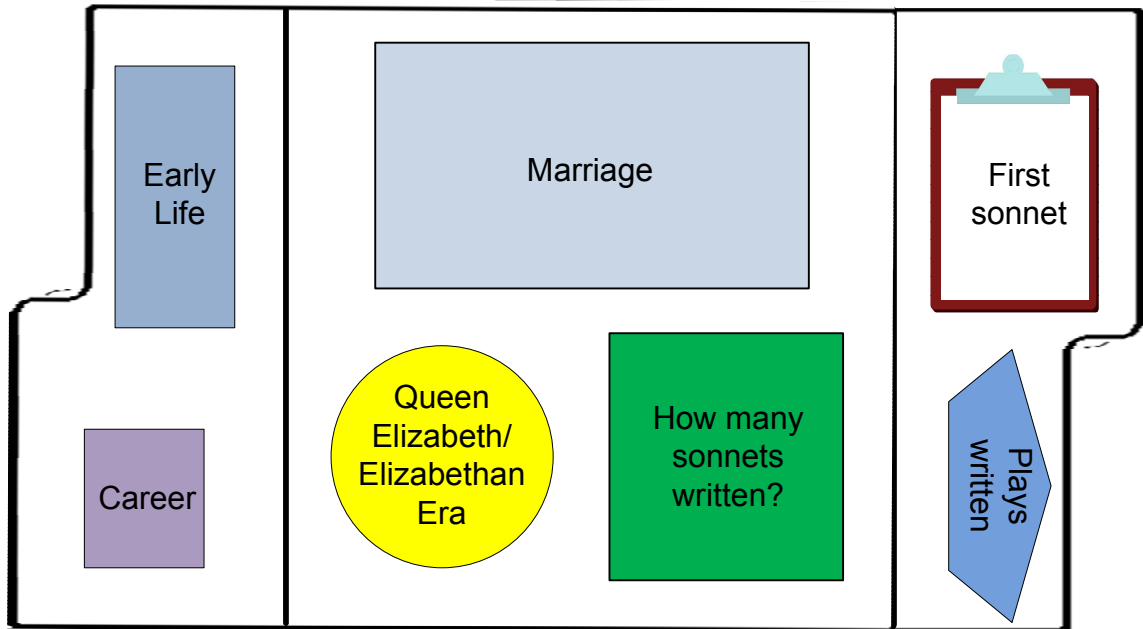 Early
Life
Marriage
First
sonnet
Career
Queen
Elizabeth/
Elizabethan
Era
How many
sonnets
written?
Plays
written